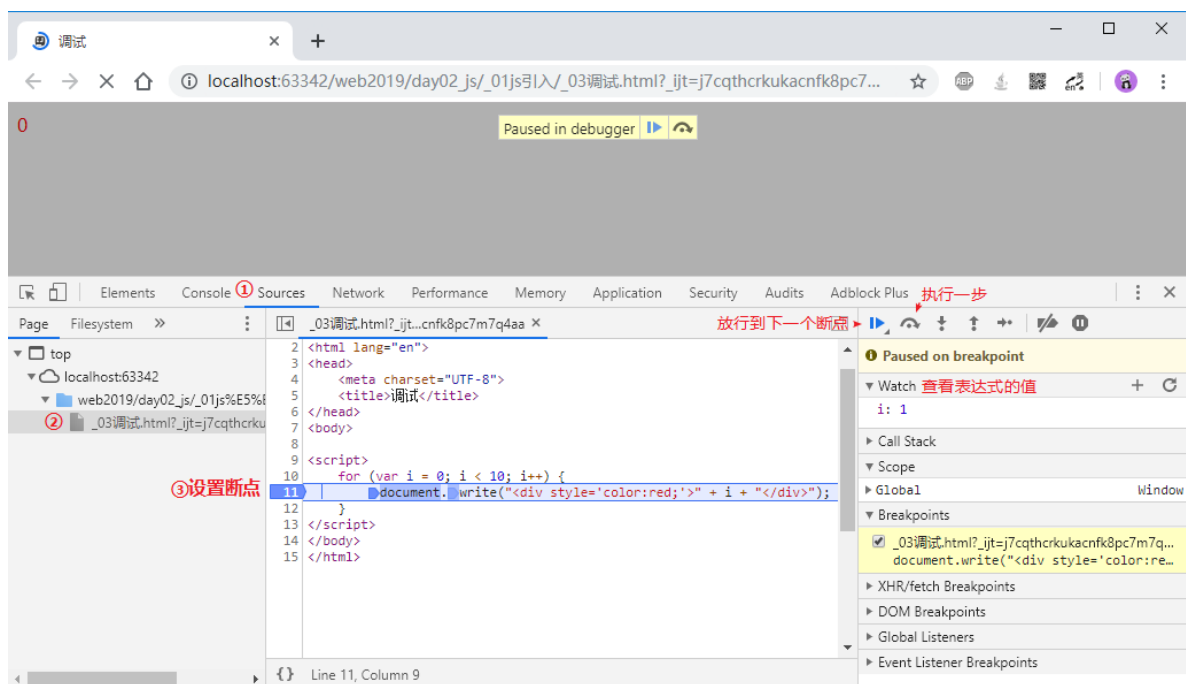 调试
localhost:63342/web2019/day02_js/_01js引入/_03调试.html?_ijt=j7cqthcrkukacnfk8pc7...
ABP
en
0
Paused in debugger
Elements Console ① Sources Network Performance Memory Application Security Audits Adblock Plus 执行一步
Page Filesystem » _03调试.html?_ijt...cnfk8pc7m7q4aa × 放行到下一个断点
top
localhost:63342
web2019/day02_js/_01js%E5%8
② _03调试.html?_ijt=j7cqthcrku
③设置断点
2 <html lang="en">
3 <head>
4 <meta charset="UTF-8">
5 <title>调试</title>
6 </head>
7 <body>
8
9 <script>
10 for (var i = 0; i < 10; i++) {
11 document.write("<div style='color:red;'>" + i + "</div>");
12 }
13 </script>
14 </body>
15 </html>
{} Line 11, Column 9
Paused on breakpoint
Watch 查看表达式的值
i: 1
Call Stack
Scope
Global Window
Breakpoints
_03调试.html?_ijt=j7cqthcrkukacnfk8pc7m7q...
document.write("<div style='color:re...
XHR/fetch Breakpoints
DOM Breakpoints
Global Listeners
Event Listener Breakpoints